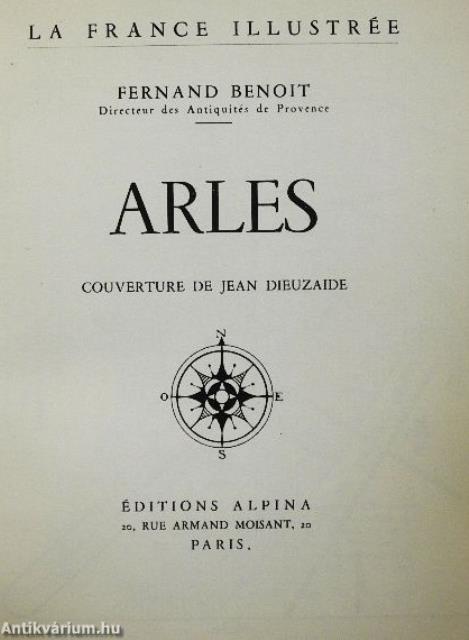 LA FRANCE ILLUSTRÉE
FERNAND BENOIT
Directeur des Antiquités de Provence
ARLES
COUVERTURE DE JEAN DIEUZAIDE
N
O E
S
ÉDITIONS ALPINA
20, RUE ARMAND MOISANT, 20
PARIS.
Antikvárium.hu